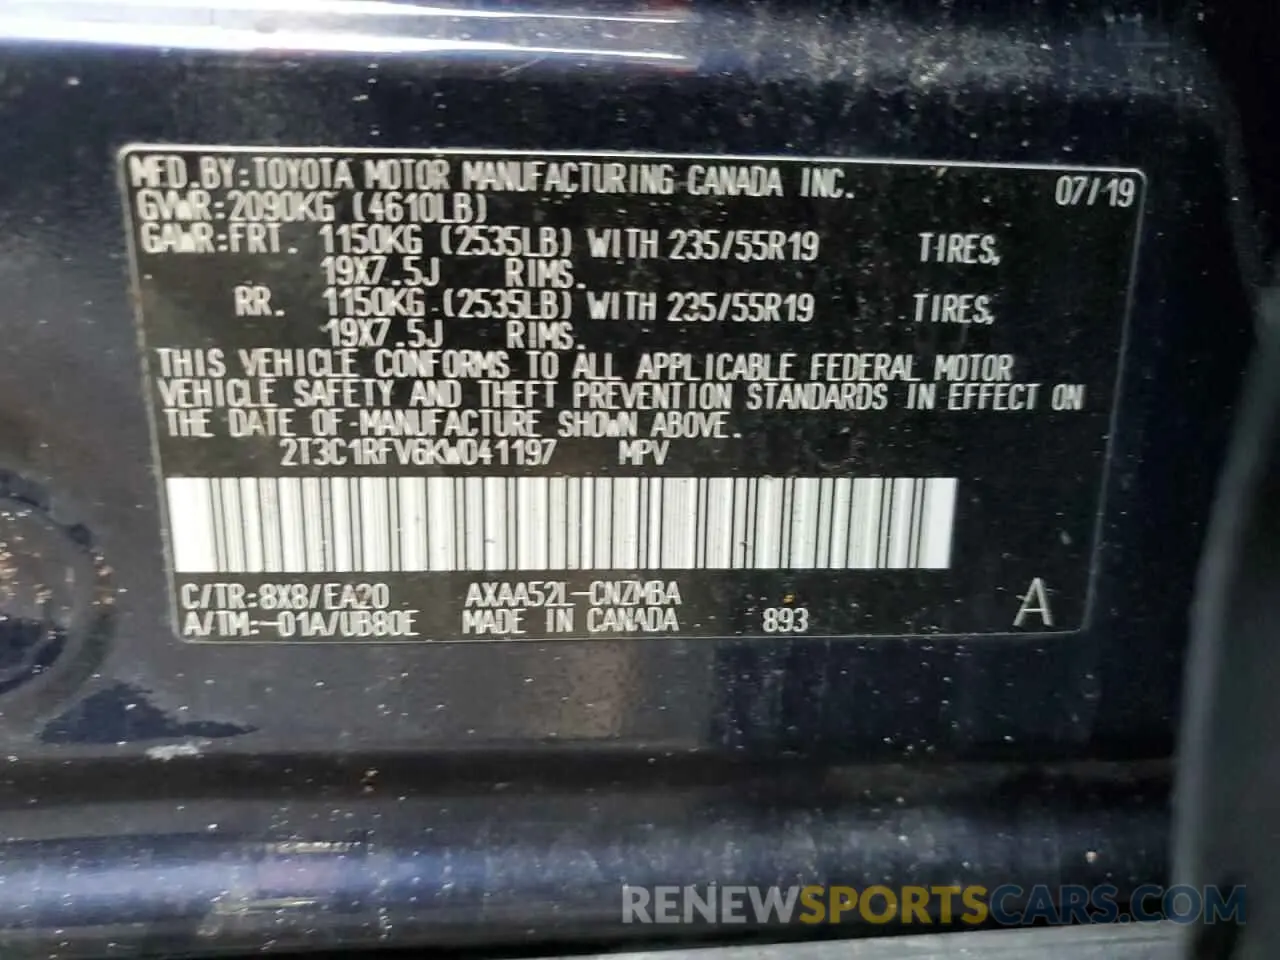 MFD.BY:TOYOTA MOTOR MANUFACTURING CANADA INC. 07/19
GVWR:2090KG (4610LB)
GAWR:FRT. 1150KG (2535LB) WITH 235/55R19 TIRES,
19X7.5J RIMS.
RR. 1150KG (2535LB) WITH 235/55R19 TIRES,
19X7.5J RIMS.
THIS VEHICLE CONFORMS TO ALL APPLICABLE FEDERAL MOTOR
VEHICLE SAFETY AND THEFT PREVENTION STANDARDS IN EFFECT ON
THE DATE OF MANUFACTURE SHOWN ABOVE.
2T3C1RFV6KW041197 MPV
C/TR:8X8/EA20 AXAA52L-CNZMBA A
A/TM:-01A/UB80E MADE IN CANADA 893
RENEWSPORTSCARS.COM